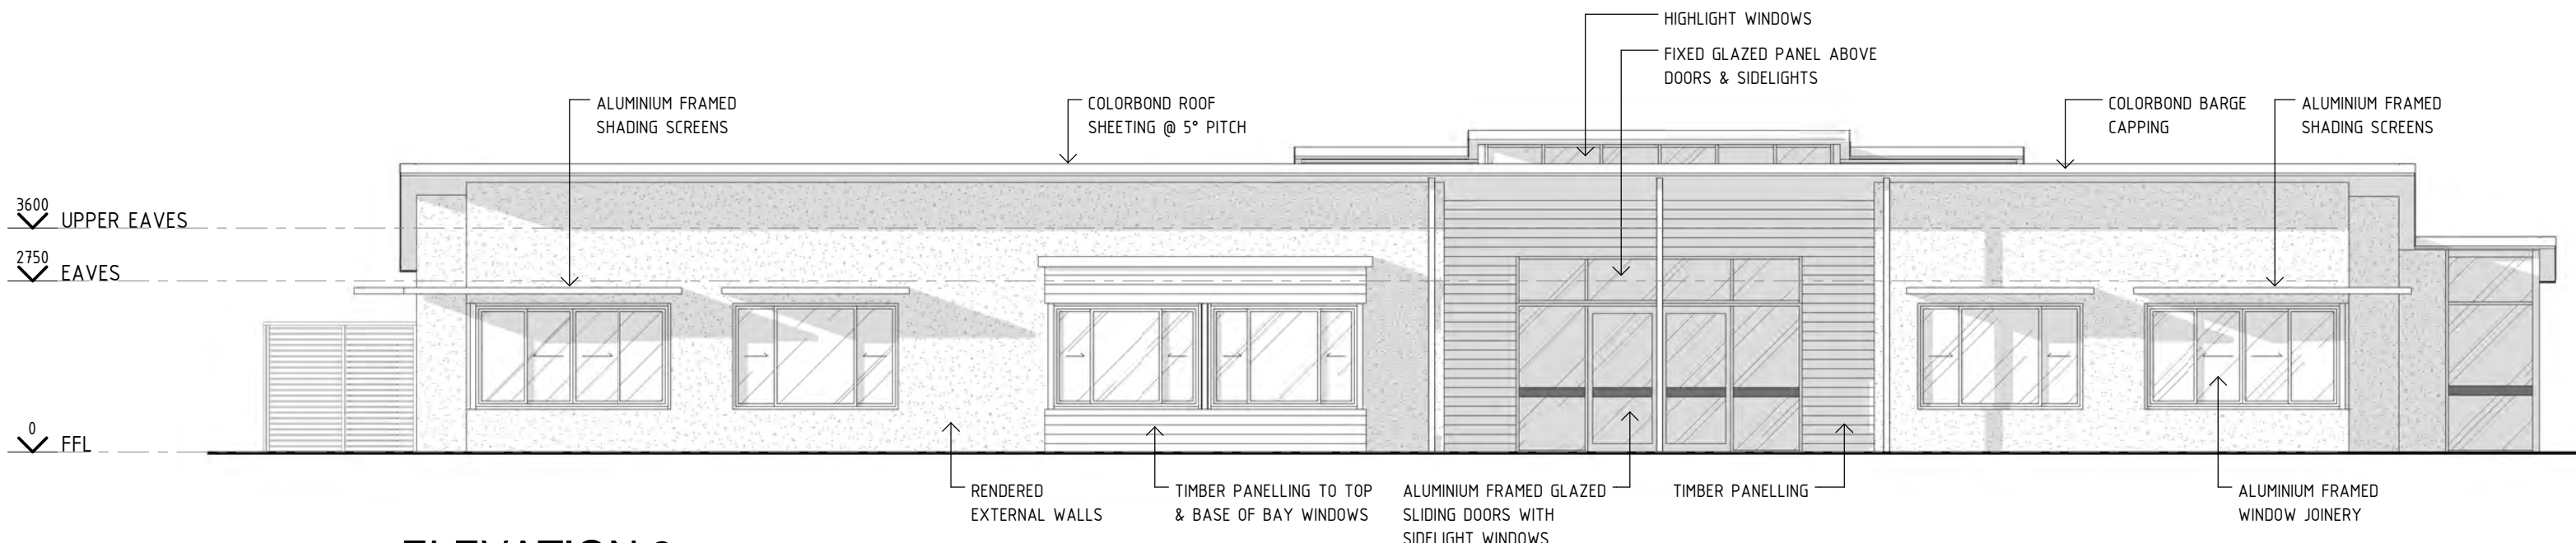 HIGHLIGHT WINDOWS
FIXED GLAZED PANEL ABOVE
DOORS & SIDELIGHTS
ALUMINIUM FRAMED
SHADING SCREENS
COLORBOND ROOF
SHEETING @ 5° PITCH
COLORBOND BARGE
CAPPING
ALUMINIUM FRAMED
SHADING SCREENS
3600
UPPER EAVES
2750
EAVES
0
FFL
RENDERED
EXTERNAL WALLS
TIMBER PANELLING TO TOP
& BASE OF BAY WINDOWS
ALUMINIUM FRAMED GLAZED
SLIDING DOORS WITH
SIDELIGHT WINDOWS
TIMBER PANELLING
ALUMINIUM FRAMED
WINDOW JOINERY
ELEVATION